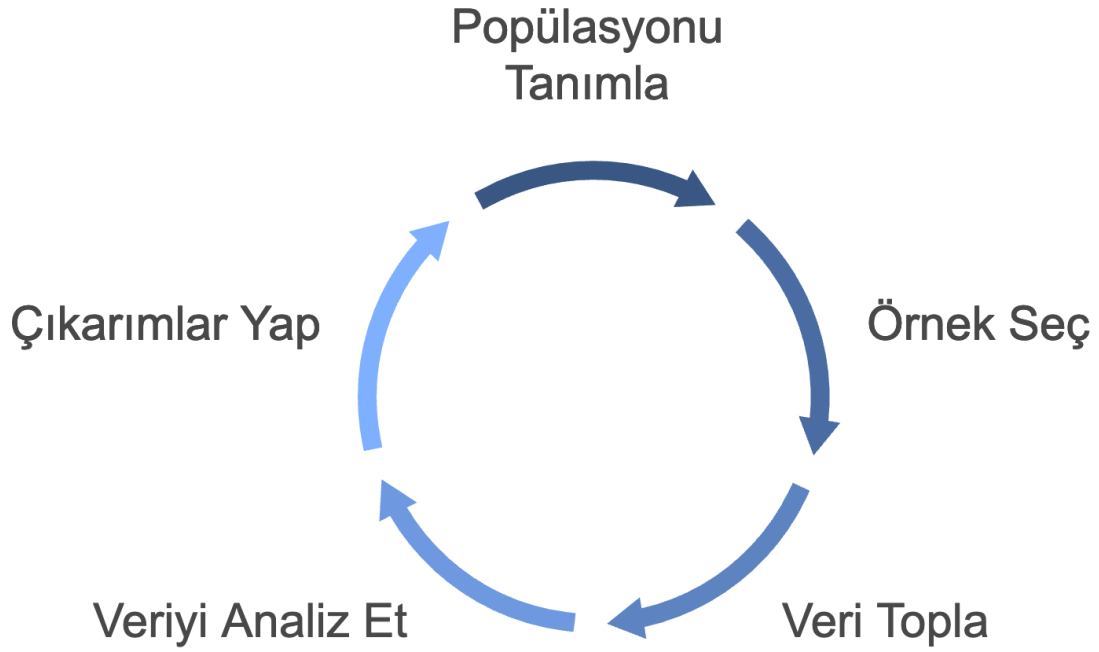 Popülasyonu
Tanımla
Örnek Seç
Veri Topla
Veriyi Analiz Et
Çıkarımlar Yap